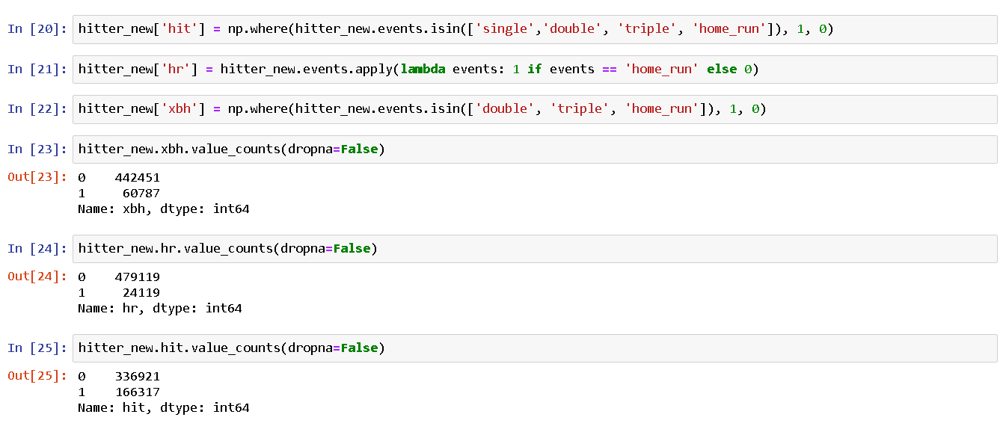 In [20]: hitter_new['hit'] = np.where(hitter_new.events.isin(['single','double', 'triple', 'home_run']), 1, 0)
In [21]: hitter_new['hr'] = hitter_new.events.apply(lambda events: 1 if events == 'home_run' else 0)
In [22]: hitter_new['xbh'] = np.where(hitter_new.events.isin(['double', 'triple', 'home_run']), 1, 0)
In [23]: hitter_new.xbh.value_counts(dropna=False)
Out[23]: 0    442451
1     60787
Name: xbh, dtype: int64
In [24]: hitter_new.hr.value_counts(dropna=False)
Out[24]: 0    479119
1     24119
Name: hr, dtype: int64
In [25]: hitter_new.hit.value_counts(dropna=False)
Out[25]: 0    336921
1    166317
Name: hit, dtype: int64